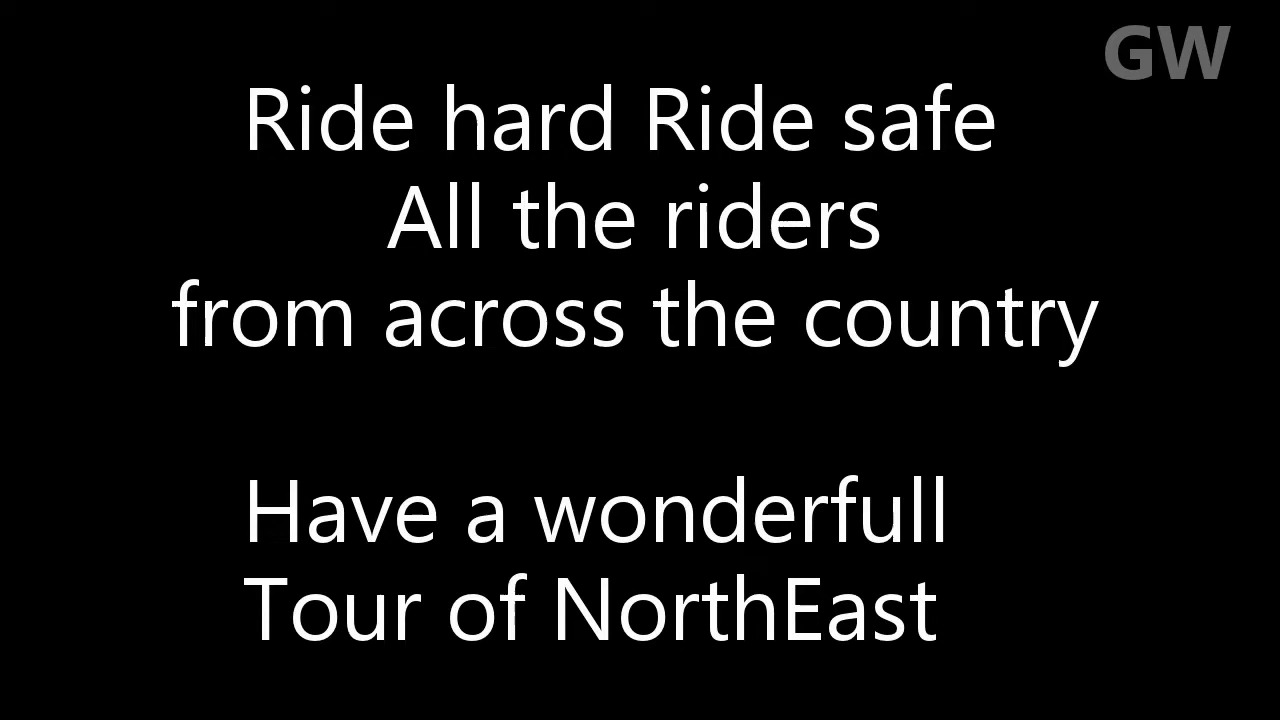 GW
Ride hard Ride safe
All the riders
from across the country
Have a wonderfull
Tour of NorthEast